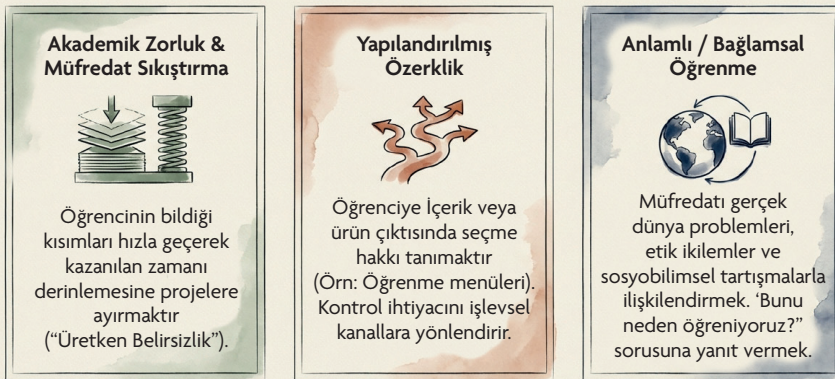 Akademik Zorluk &
Müfredat Sıkıştırma
Öğrencinin bildiği
kısımları hızla geçerek
kazanılan zamanı
derinlemesine projelere
ayırmaktır
(“Üretken Belirsizlik”).
Yapılandırılmış
Özerklik
Öğrenciye İçerik veya
ürün çıktısında seçme
hakkı tanımaktır
(Örn: Öğrenme menüleri).
Kontrol ihtiyacını işlevsel
kanallara yönlendirir.
Anlamlı / Bağlamsal
Öğrenme
Müfredatı gerçek
dünya problemleri,
etik ikilemler ve
sosyobilimsel tartışmalarla
ilişkilendirmek. ‘Bunu
neden öğreniyoruz?”
sorusuna yanıt vermek.